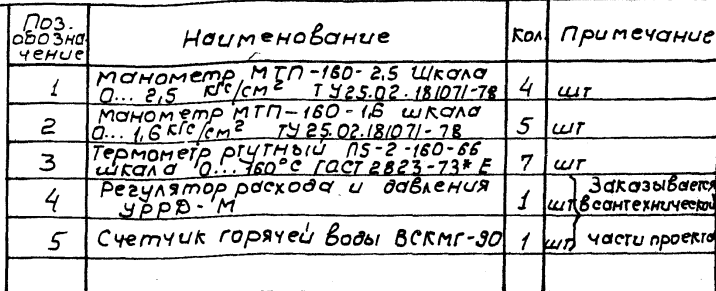 Поз. обозначение Наименование Кол. Примечание
1 Манометр МТП-160-2,5 Шкала 0...2,5 кгс/см² ТУ25.02.181071-78 4 шт
2 Манометр МТП-160-1,6 шкала 0...1,6 кгс/см² ТУ25.02.181071-78 5 шт
3 Термометр ртутный П5-2-160-66 шкала 0...160°С ГОСТ 2823-73* Е 7 шт
4 Регулятор расхода и давления УРРД-М 1 шт Заказывается в сантехнической
5 Счетчик горячей воды ВСКМГ-90 1 шт части проекта